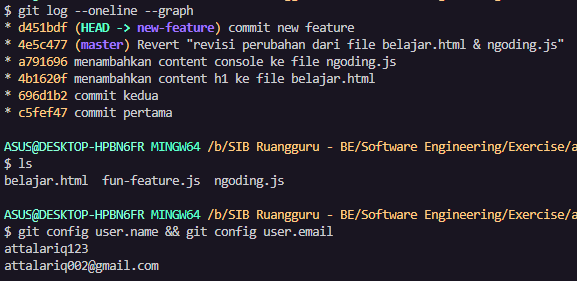 $ git log --oneline --graph
* d451bdf (HEAD -> new-feature) commit new feature
* 4e5c477 (master) Revert "revisi perubahan dari file belajar.html & ngoding.js"
* a791696 menambahkan content console ke file ngoding.js
* 4b1620f menambahkan content h1 ke file belajar.html
* 696d1b2 commit kedua
* c5fef47 commit pertama
ASUS@DESKTOP-HPBN6FR MINGW64 /b/SIB Ruangguru - BE/Software Engineering/Exercise/a
$ ls
belajar.html  fun-feature.js  ngoding.js
ASUS@DESKTOP-HPBN6FR MINGW64 /b/SIB Ruangguru - BE/Software Engineering/Exercise/a
$ git config user.name && git config user.email
attalariq123
attalariq002@gmail.com